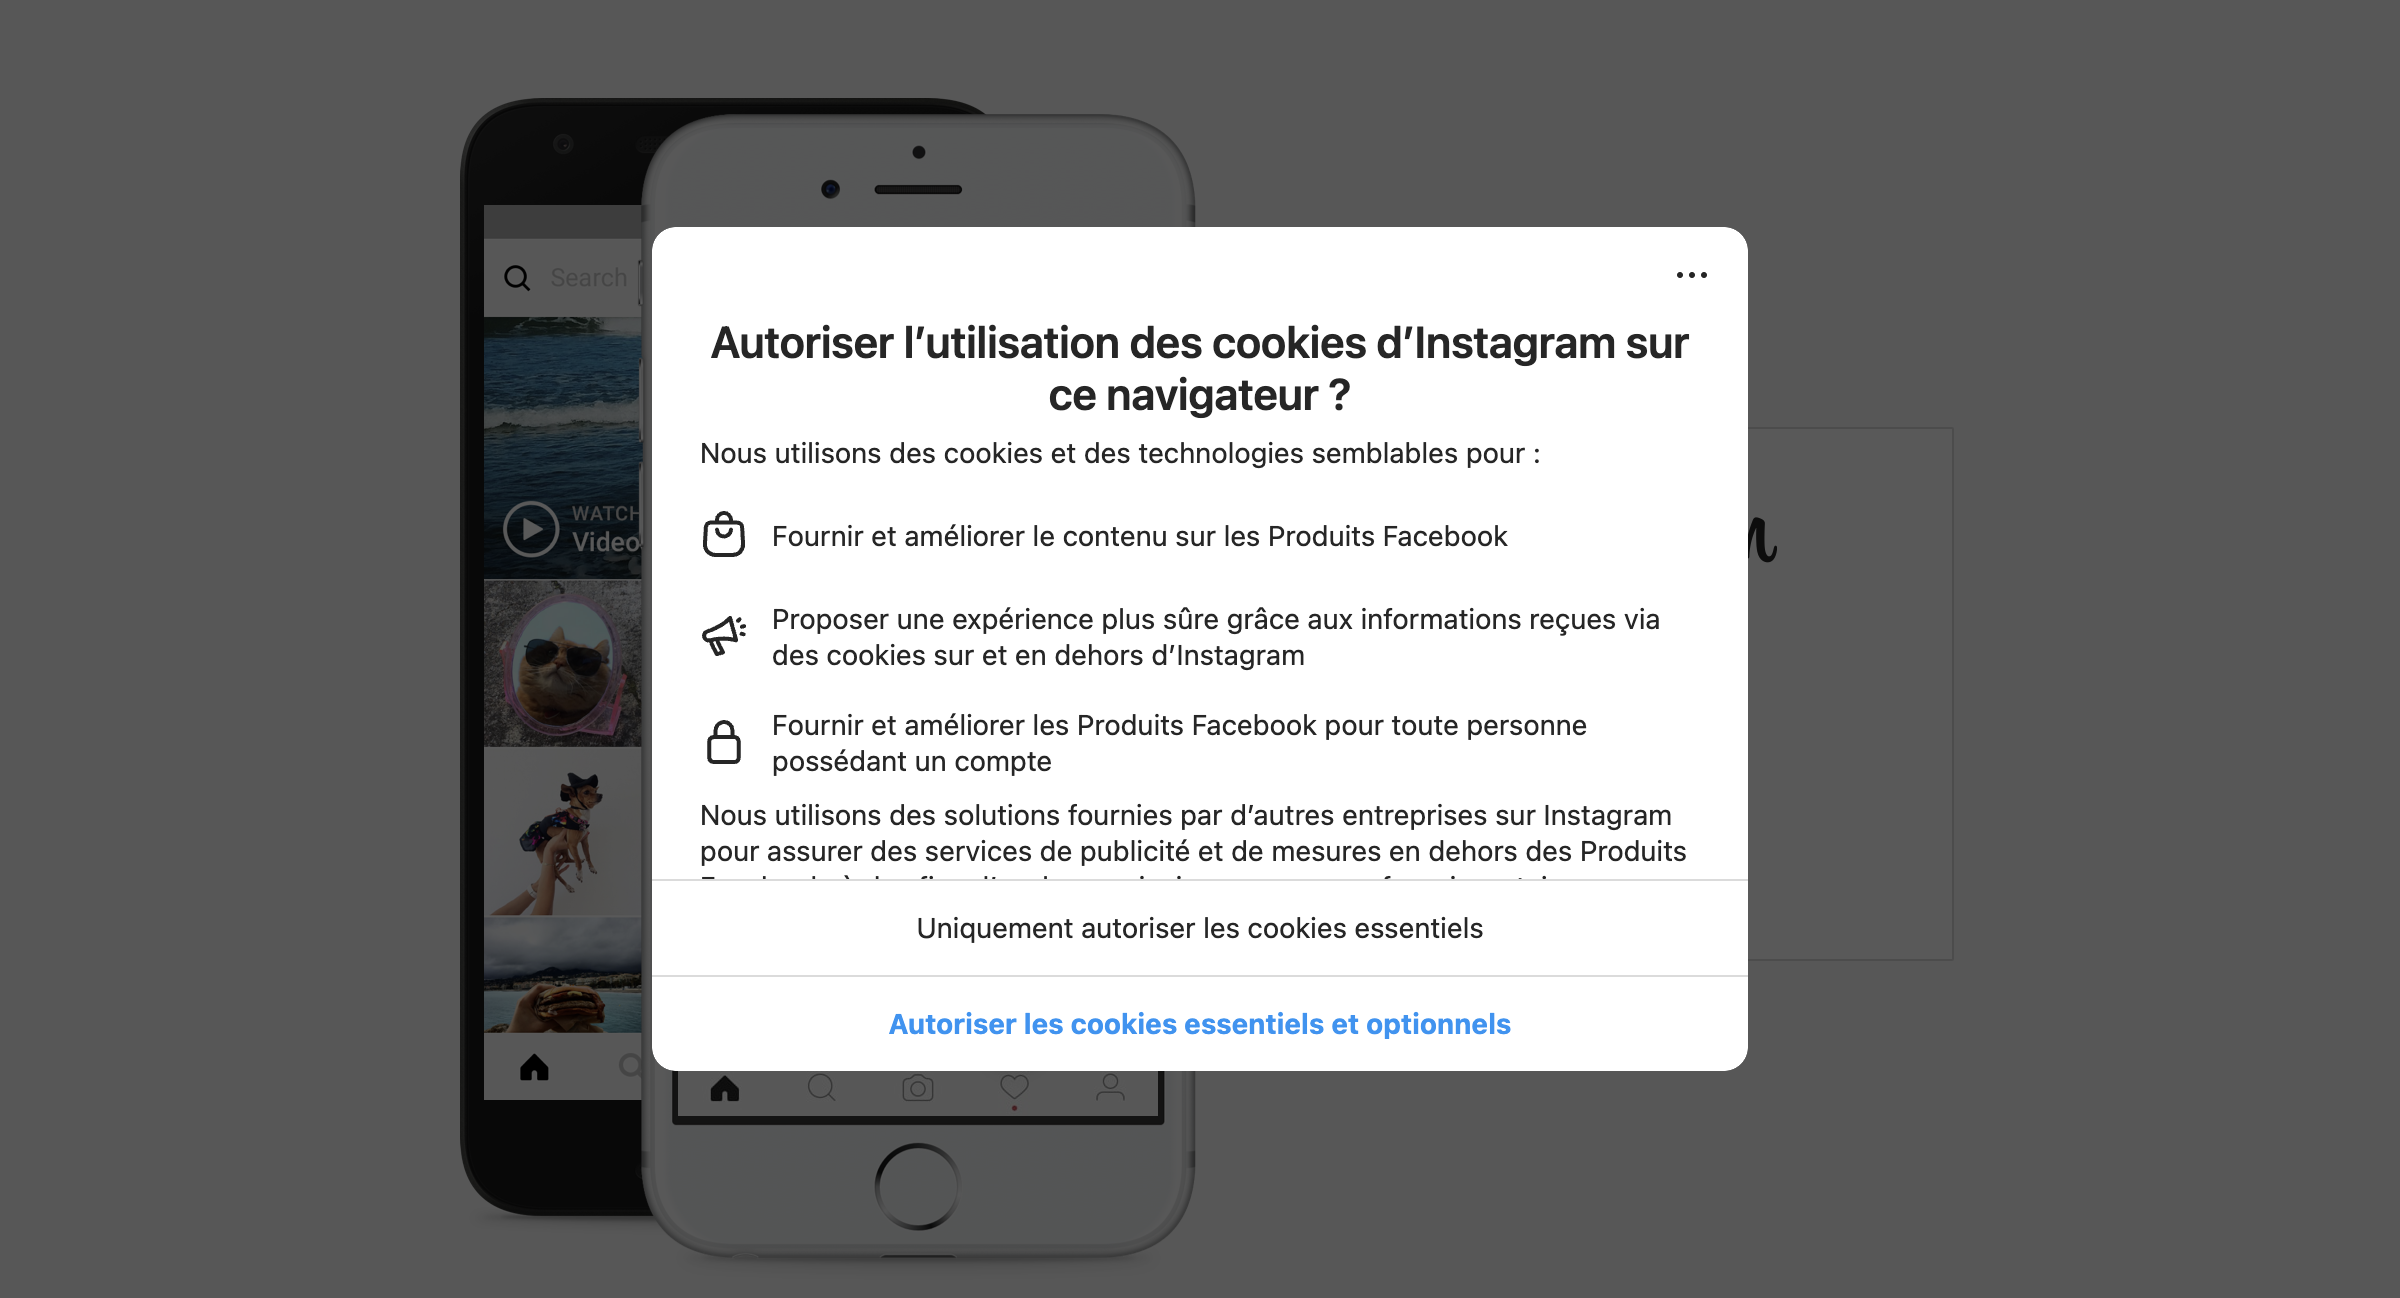 Search
WATCH
Video
Autoriser l’utilisation des cookies d’Instagram sur
ce navigateur ?
Nous utilisons des cookies et des technologies semblables pour :
Fournir et améliorer le contenu sur les Produits Facebook
Proposer une expérience plus sûre grâce aux informations reçues via
des cookies sur et en dehors d’Instagram
Fournir et améliorer les Produits Facebook pour toute personne
possédant un compte
Nous utilisons des solutions fournies par d’autres entreprises sur Instagram
pour assurer des services de publicité et de mesures en dehors des Produits
Uniquement autoriser les cookies essentiels
Autoriser les cookies essentiels et optionnels